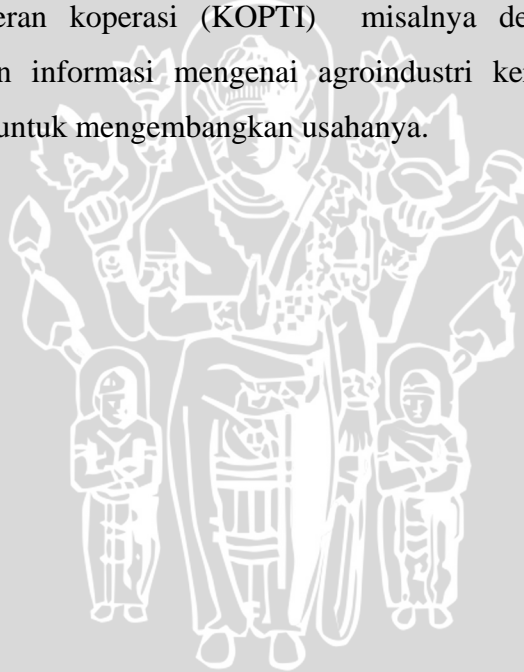 eran koperasi (KOPTI) misalnya de
n informasi mengenai agroindustri ke
untuk mengembangkan usahanya.